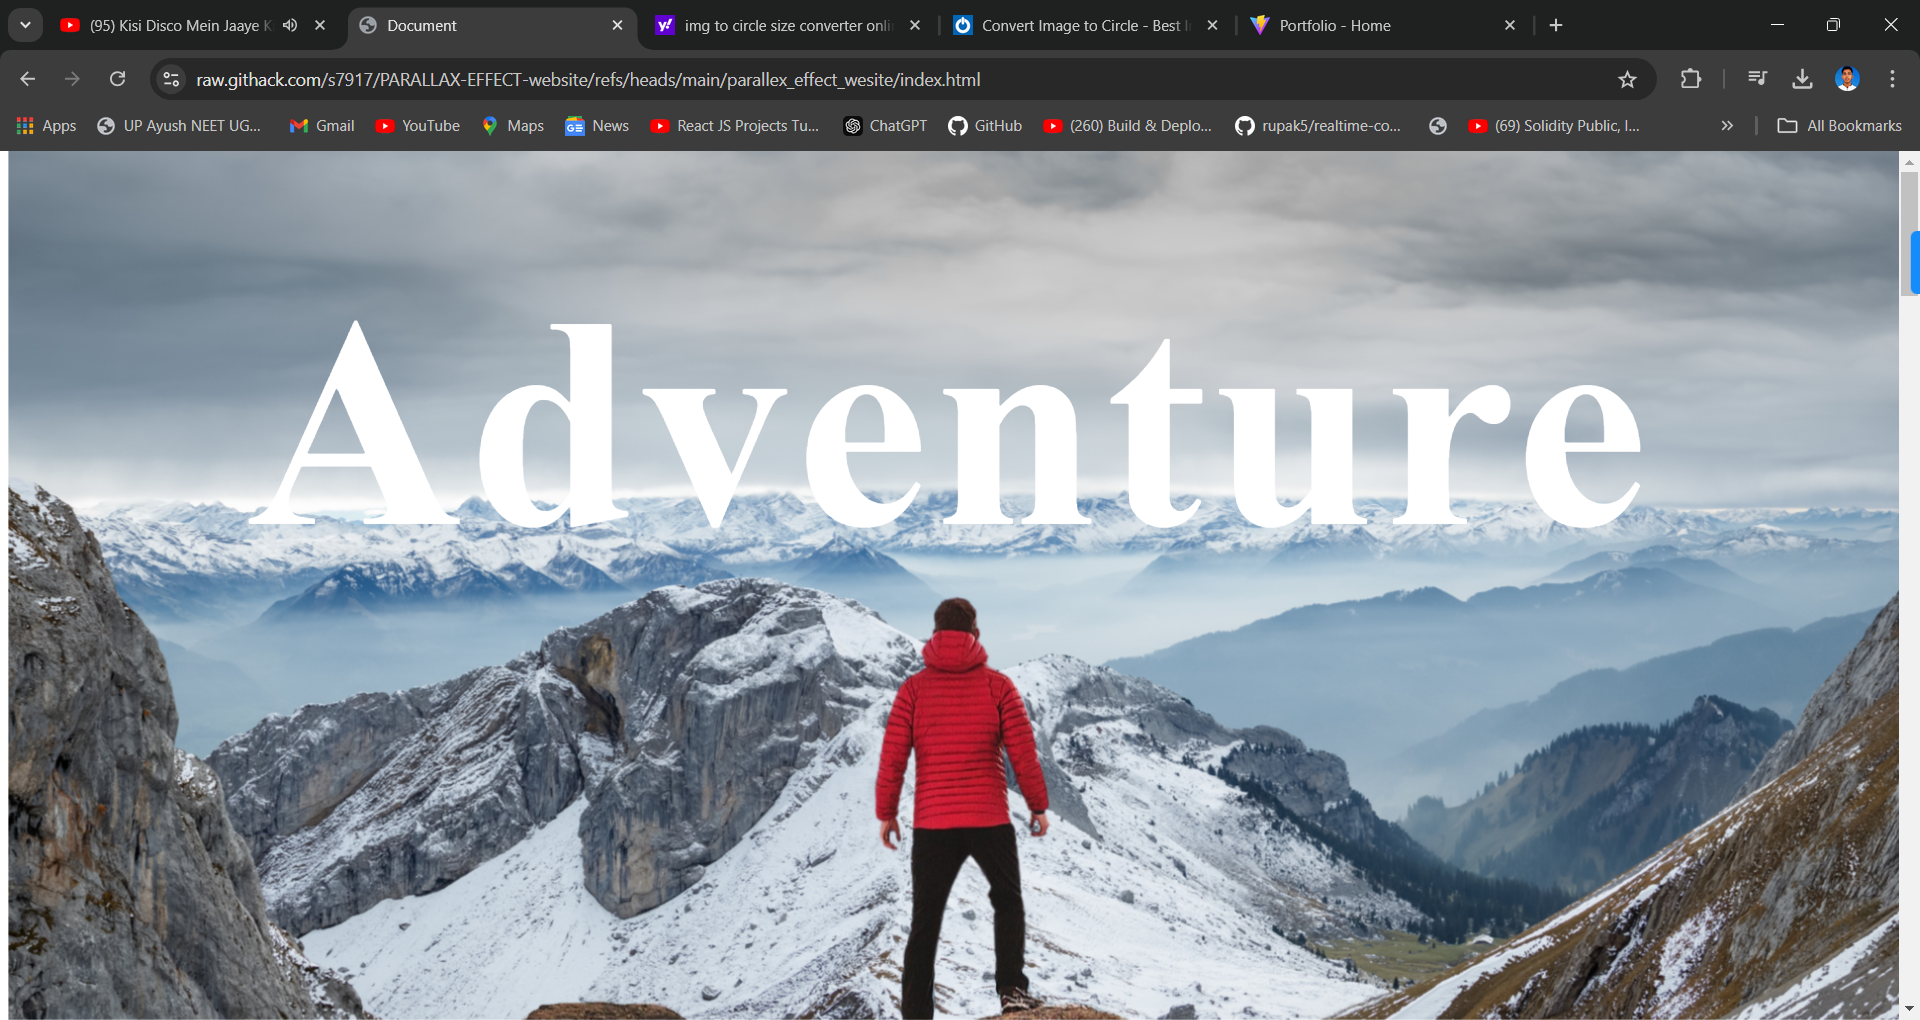 (95) Kisi Disco Mein Jaaye K
Document
img to circle size converter onli
Convert Image to Circle - Best I
Portfolio - Home
raw.githack.com/s7917/PARALLAX-EFFECT-website/refs/heads/main/parallex_effect_wesite/index.html
Apps
UP Ayush NEET UG...
Gmail
YouTube
Maps
News
React JS Projects Tu...
ChatGPT
GitHub
(260) Build & Deplo...
rupak5/realtime-co...
(69) Solidity Public, I...
All Bookmarks
Adventure